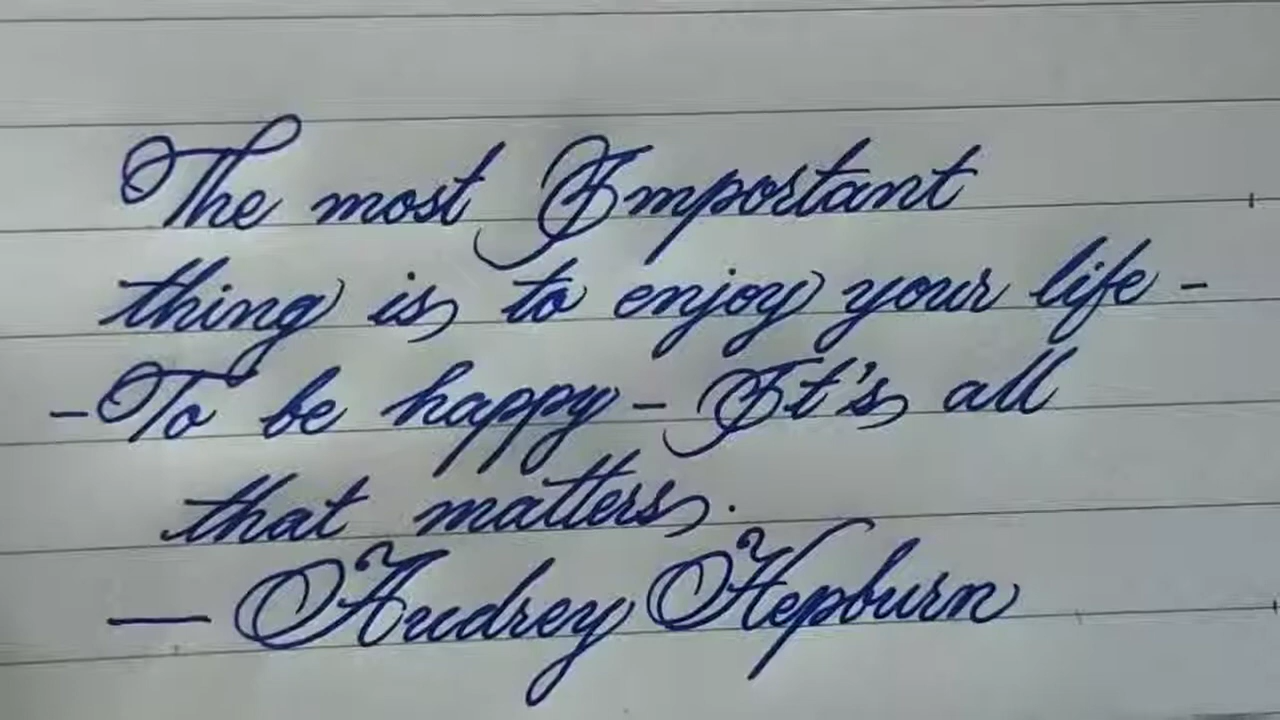 The most Important
thing is to enjoy your life -
- To be happy - It's all
that matters.
— Audrey Hepburn